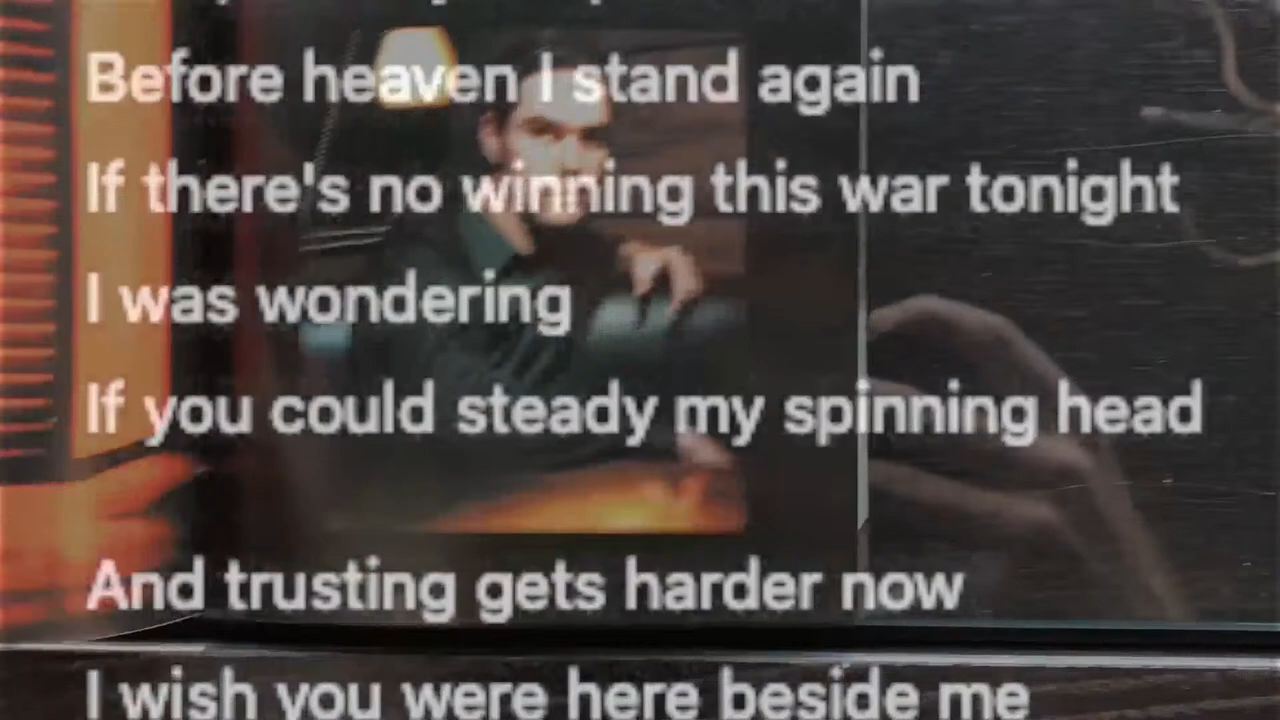 Before heaven I stand again
If there's no winning this war tonight
I was wondering
If you could steady my spinning head
And trusting gets harder now
I wish you were here beside me